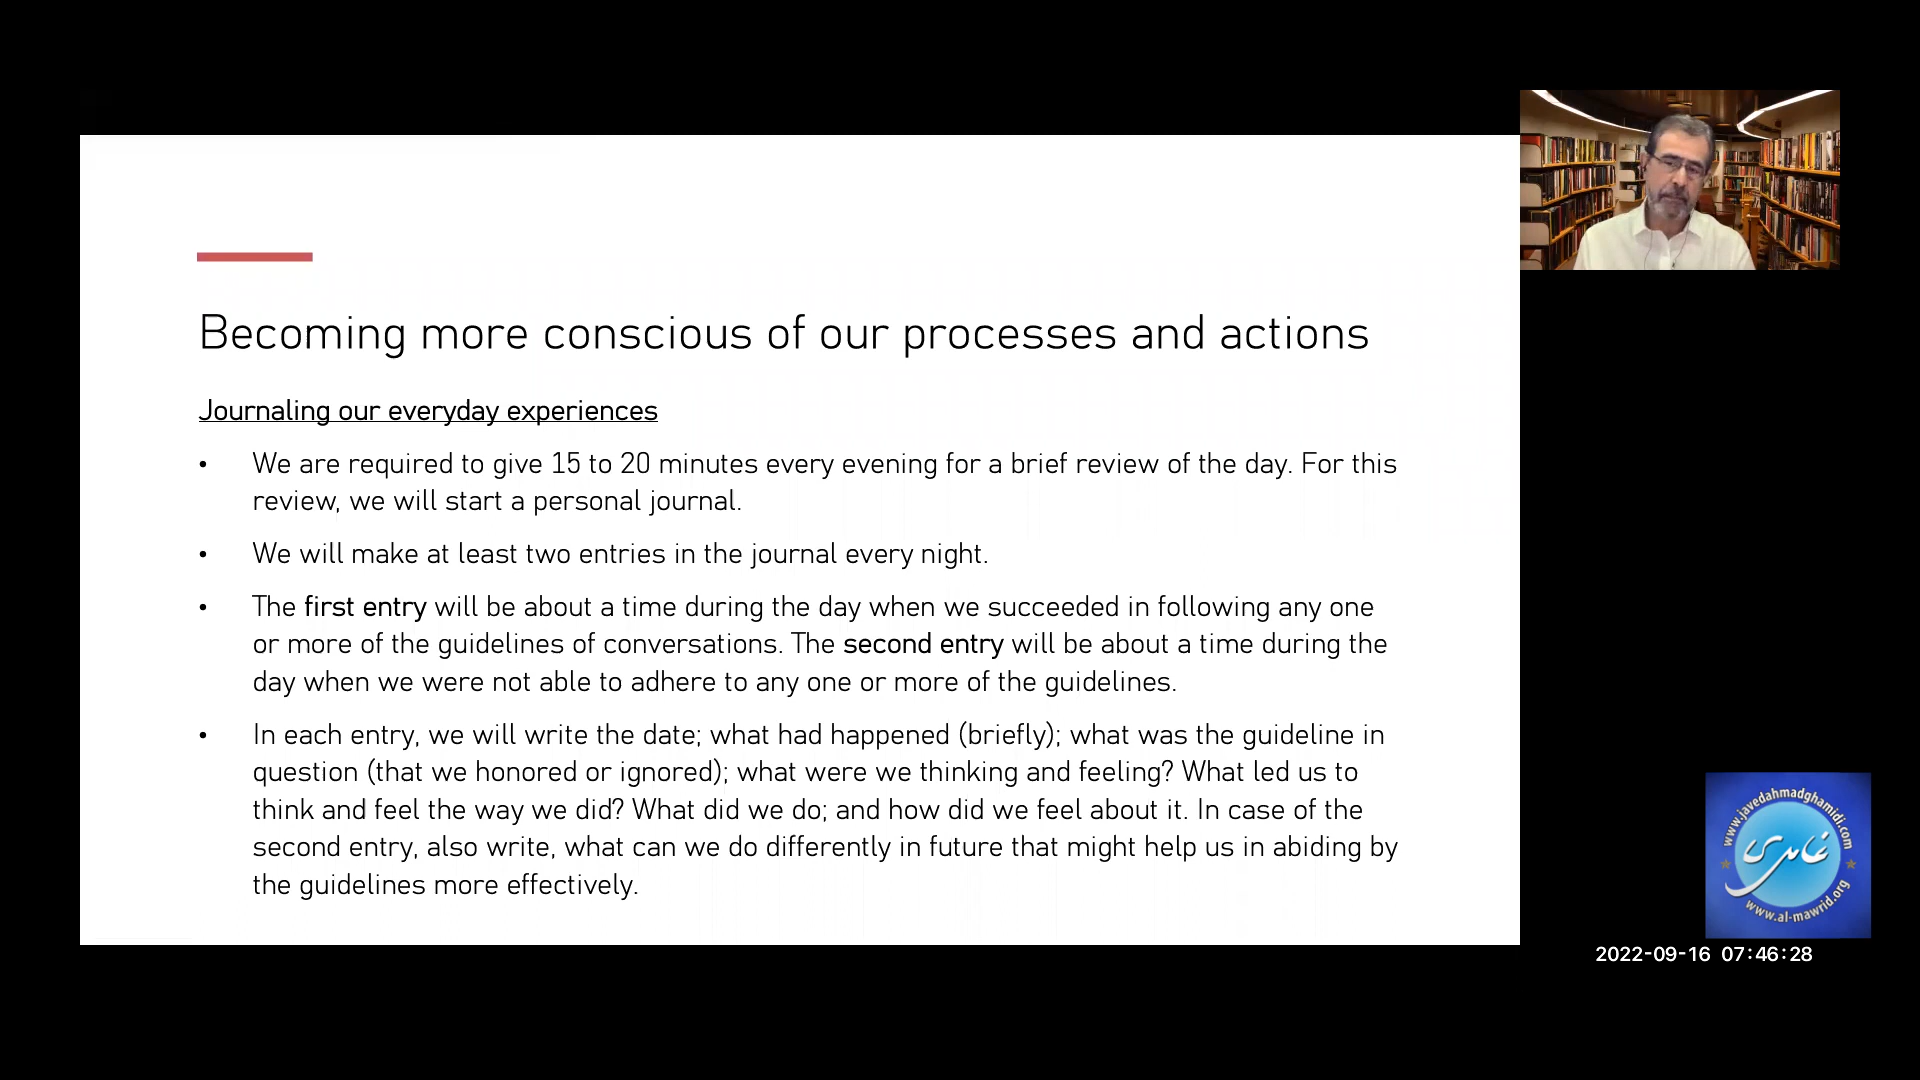 Becoming more conscious of our processes and actions
Journaling our everyday experiences
• We are required to give 15 to 20 minutes every evening for a brief review of the day. For this
review, we will start a personal journal.
• We will make at least two entries in the journal every night.
• The first entry will be about a time during the day when we succeeded in following any one
or more of the guidelines of conversations. The second entry will be about a time during the
day when we were not able to adhere to any one or more of the guidelines.
• In each entry, we will write the date; what had happened (briefly); what was the guideline in
question (that we honored or ignored); what were we thinking and feeling? What led us to
think and feel the way we did? What did we do; and how did we feel about it. In case of the
second entry, also write, what can we do differently in future that might help us in abiding by
the guidelines more effectively.
www.javedahmadghamidi.com
غامدی
www.al-mawrid.org
2022-09-16 07:46:28